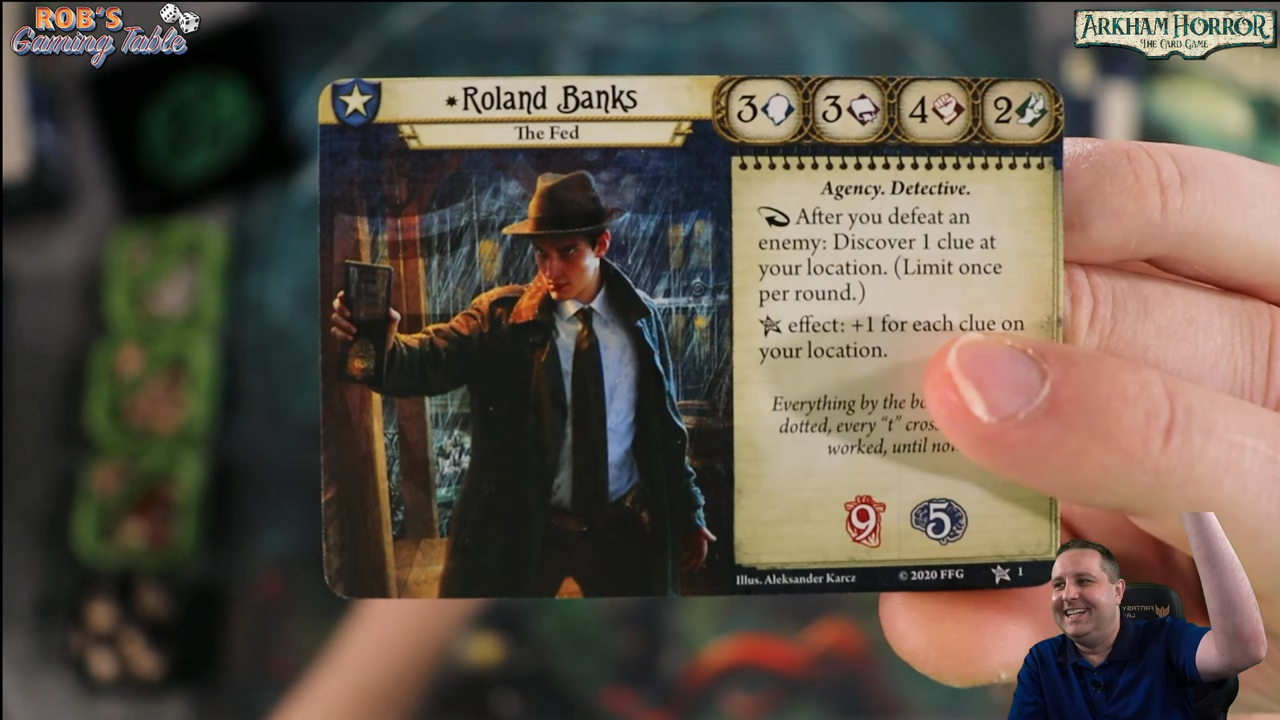 ROB'S
Gaming Table
ARKHAM HORROR
THE CARD GAME
Roland Banks
The Fed
3
3
4
2
Agency. Detective.
After you defeat an
enemy: Discover 1 clue at
your location. (Limit once
per round.)
effect: +1 for each clue on
your location.
Everything by the
dotted, every “t”
worked, until
9
5
Illus. Aleksander Karcz
© 2020 FFG
1